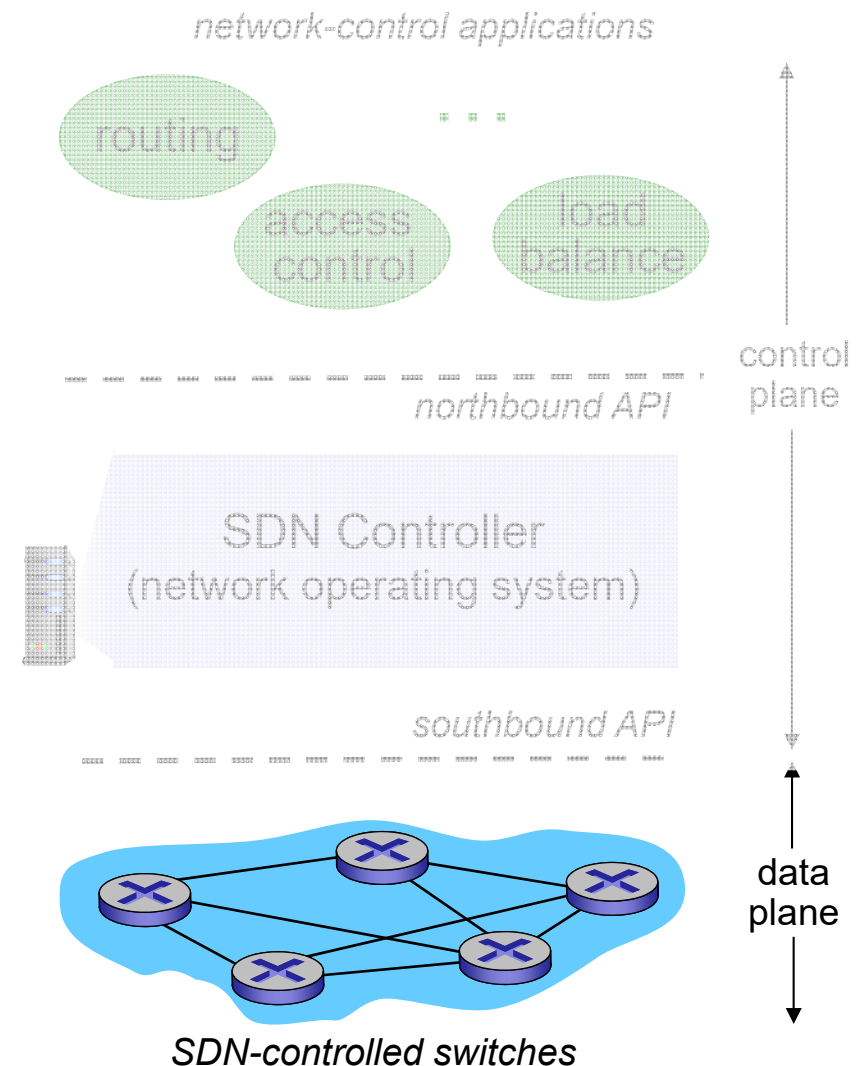 network-control applications
routing
. . .
access
control
load
balance
control
plane
northbound API
SDN Controller
(network operating system)
southbound API
data
plane
SDN-controlled switches